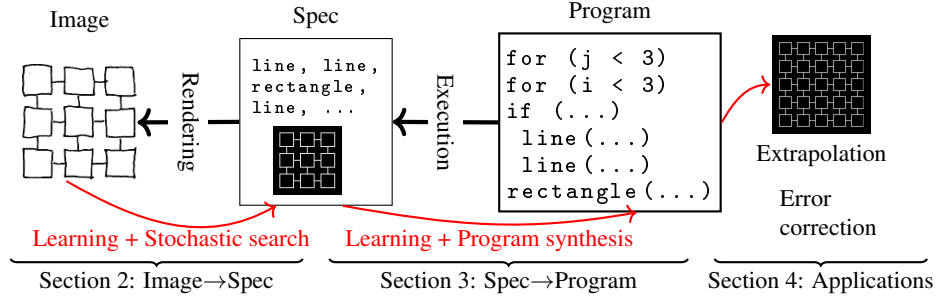 Image
Spec
Program
line, line,
rectangle,
line, ...
Rendering
Execution
for (j < 3)
for (i < 3)
if (...)
line(...)
line(...)
rectangle(...)
Extrapolation
Error
correction
Learning + Stochastic search
Learning + Program synthesis
Section 2: Image→Spec
Section 3: Spec→Program
Section 4: Applications